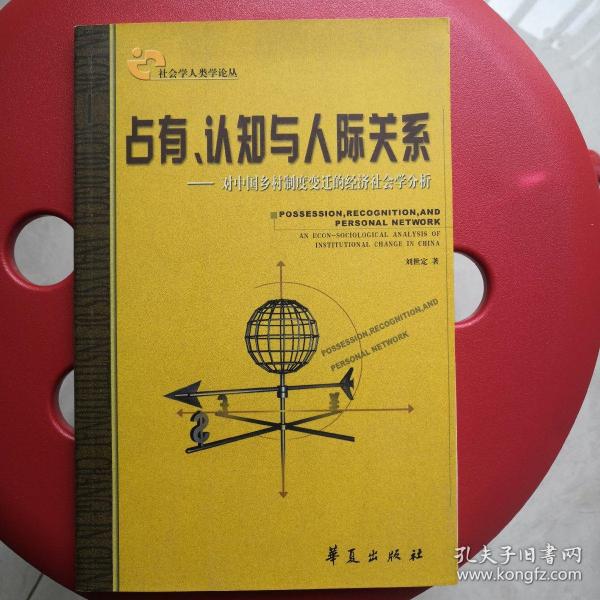 社会学人类学论丛
占有、认知与人际关系
—— 对中国乡村制度变迁的经济社会学分析
POSSESSION,RECOGNITION,AND
PERSONAL NETWORK
AN ECON-SOCIOLOGICAL ANALYSIS OF
INSTITUTIONAL CHANGE IN CHINA
刘世定 著
POSSESSION,RECOGNITION,AND
PERSONAL NETWORK
華夏出版社
孔夫子旧書网
www.kongfz.com